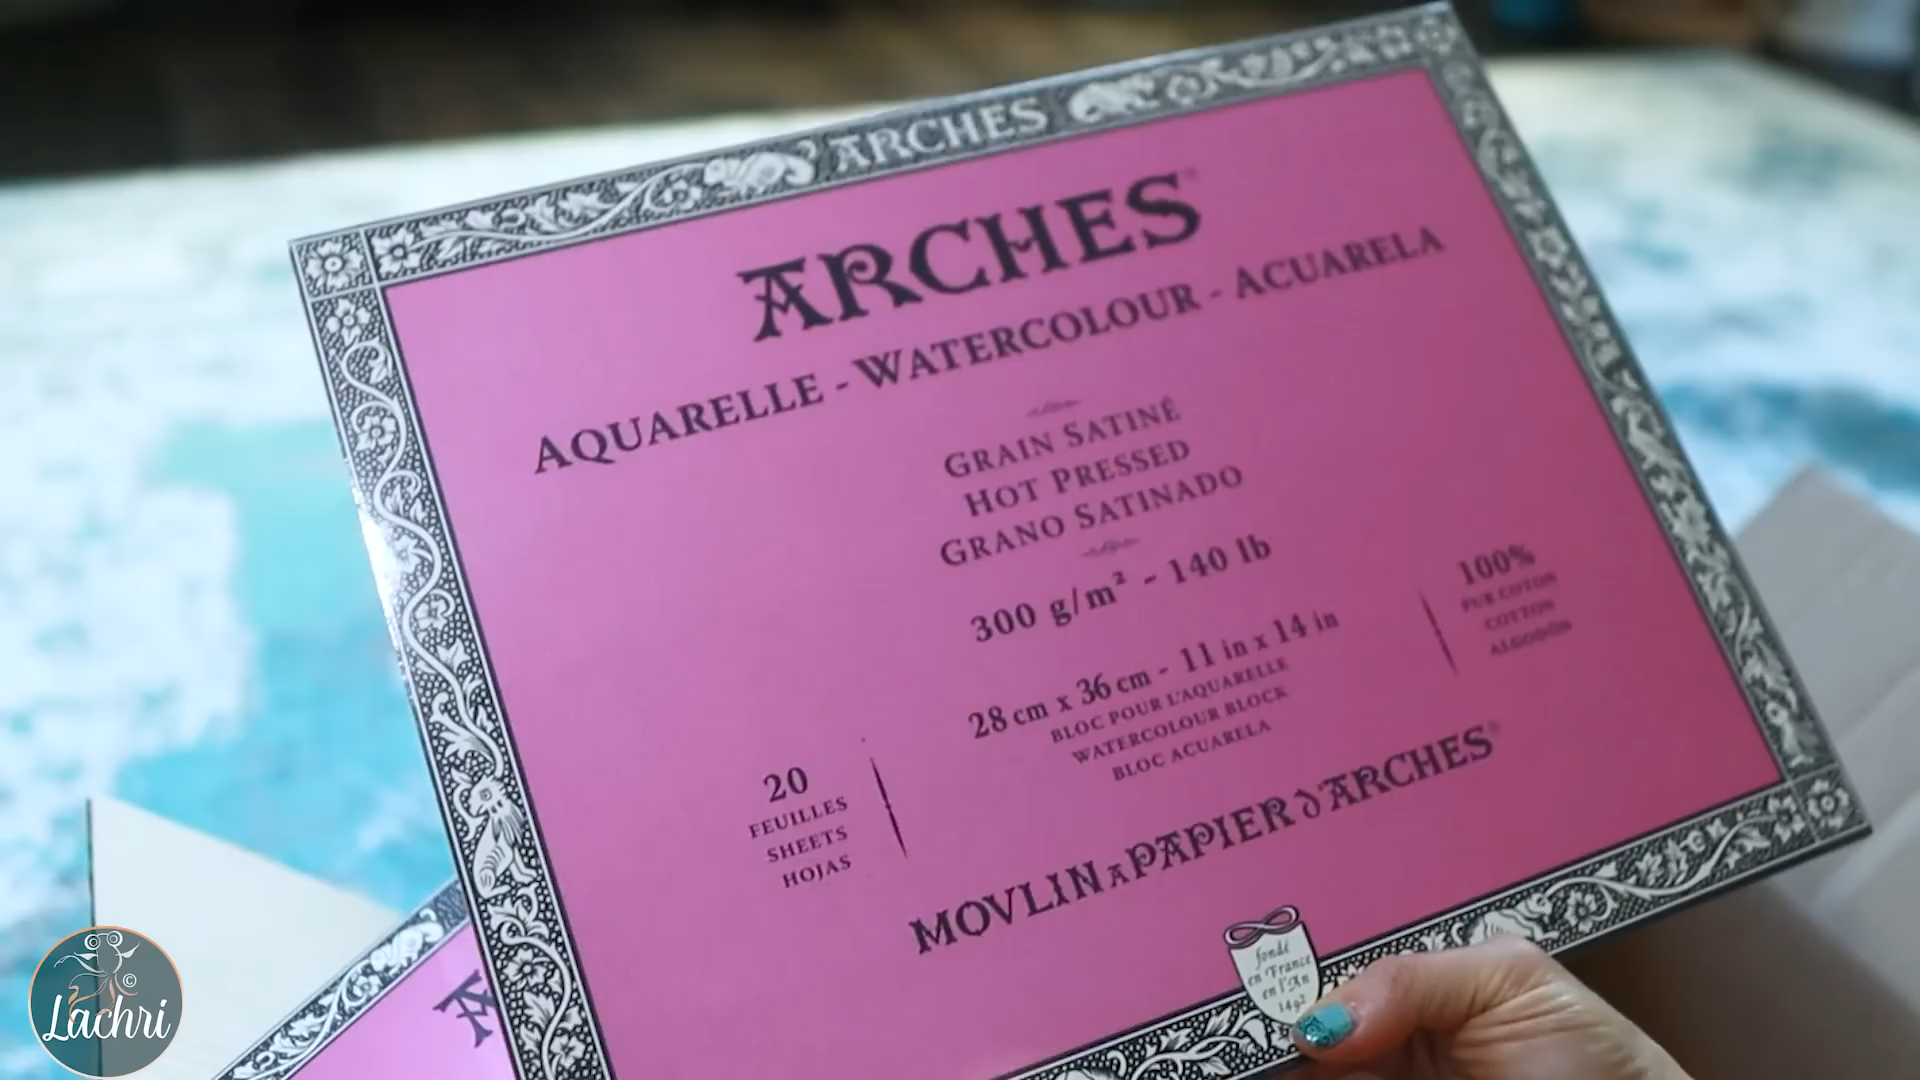 ARCHES
ARCHES®
AQUARELLE - WATERCOLOUR - ACUARELA
GRAIN SATINÉ
HOT PRESSED
GRANO SATINADO
300 g/m² - 140 lb
28 cm x 36 cm - 11 in x 14 in
BLOC POUR L'AQUARELLE
WATERCOLOUR BLOCK
BLOC ACUARELA
100%
PUR COTON
COTTON
ALGODÓN
20
FEUILLES
SHEETS
HOJAS
MOVLIN A PAPIER D'ARCHES®
fondé
en France
en l'An
1492
A
©
Lachri